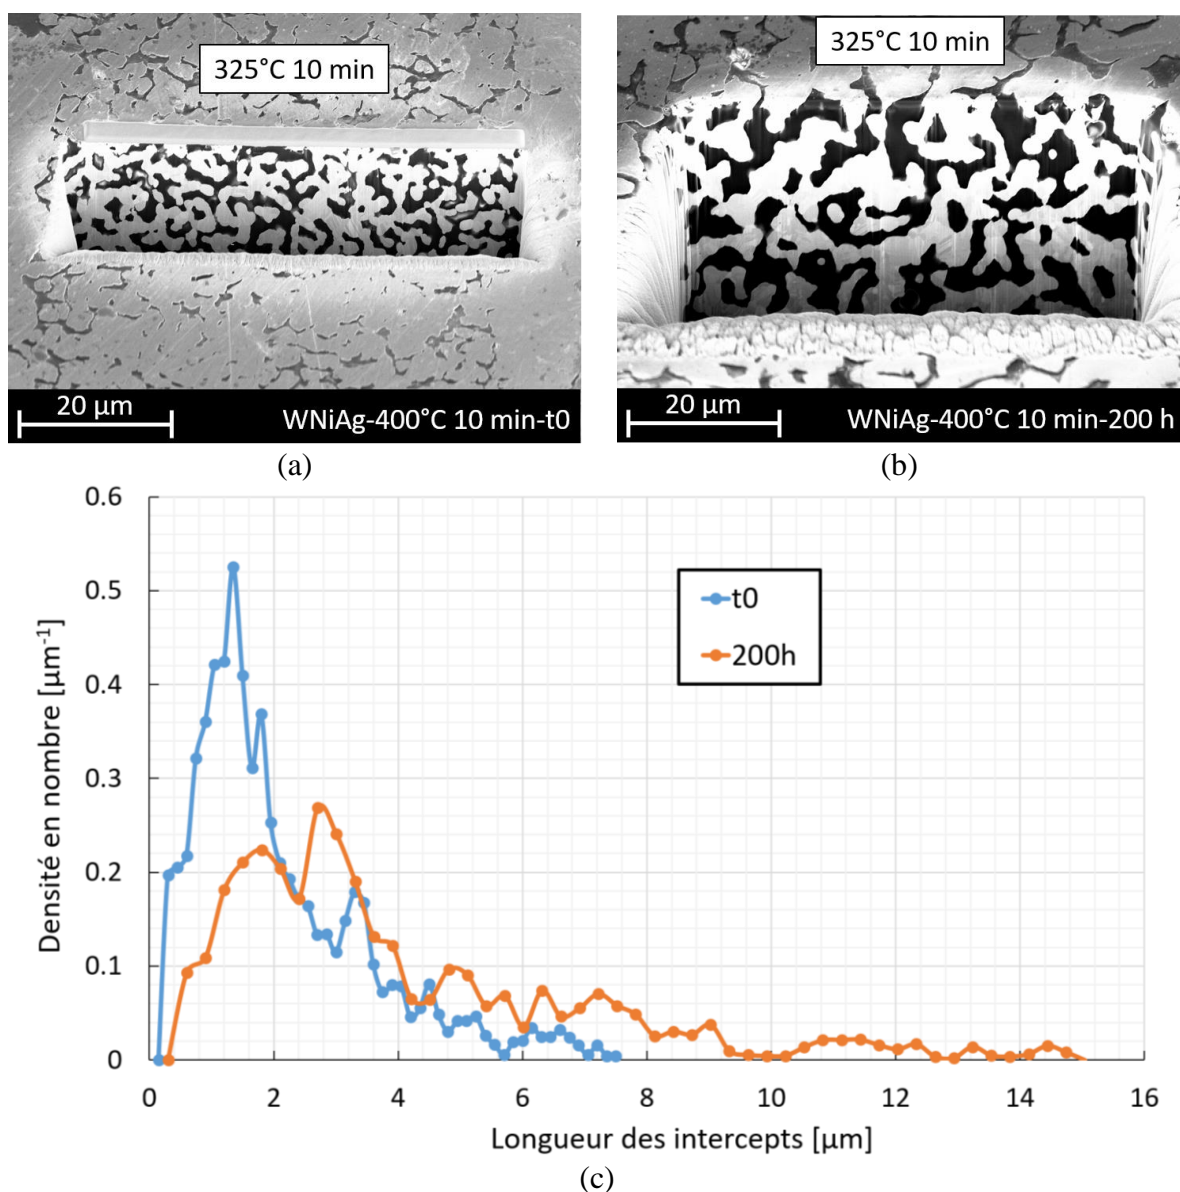 325°C 10 min
20 µm
WNiAg-400°C 10 min-t0
(a)
325°C 10 min
20 µm
WNiAg-400°C 10 min-200 h
(b)
Densité en nombre [µm⁻¹]
0.6
0.5
0.4
0.3
0.2
0.1
0
t0
200h
0 2 4 6 8 10 12 14 16
Longueur des intercepts [µm]
(c)